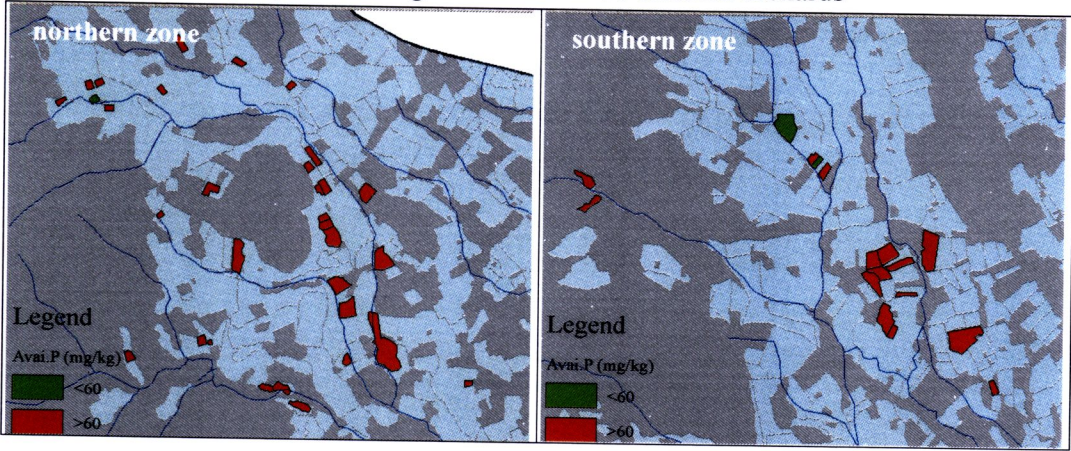 northern zone
Legend
Avai.P (mg/kg)
<60
>60
southern zone
Legend
Avai.P (mg/kg)
<60
>60